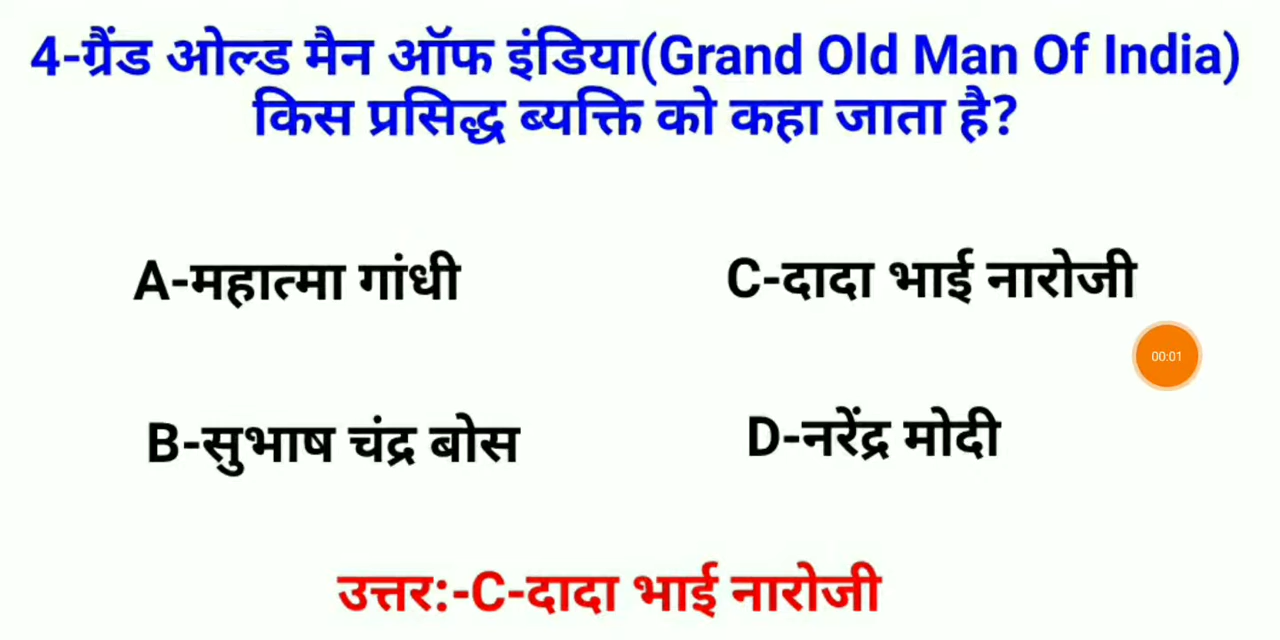 4-ग्रैंड ओल्ड मैन ऑफ इंडिया(Grand Old Man Of India)
किस प्रसिद्ध ब्यक्ति को कहा जाता है?
A-महात्मा गांधी
C-दादा भाई नारोजी
00:01
B-सुभाष चंद्र बोस
D-नरेंद्र मोदी
उत्तर:-C-दादा भाई नारोजी